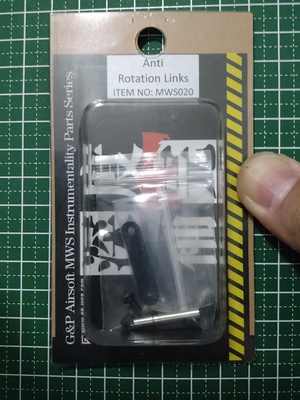 Anti
Rotation Links
ITEM NO: MWS020
G&P Airsoft MWS Instrumentality Parts Series